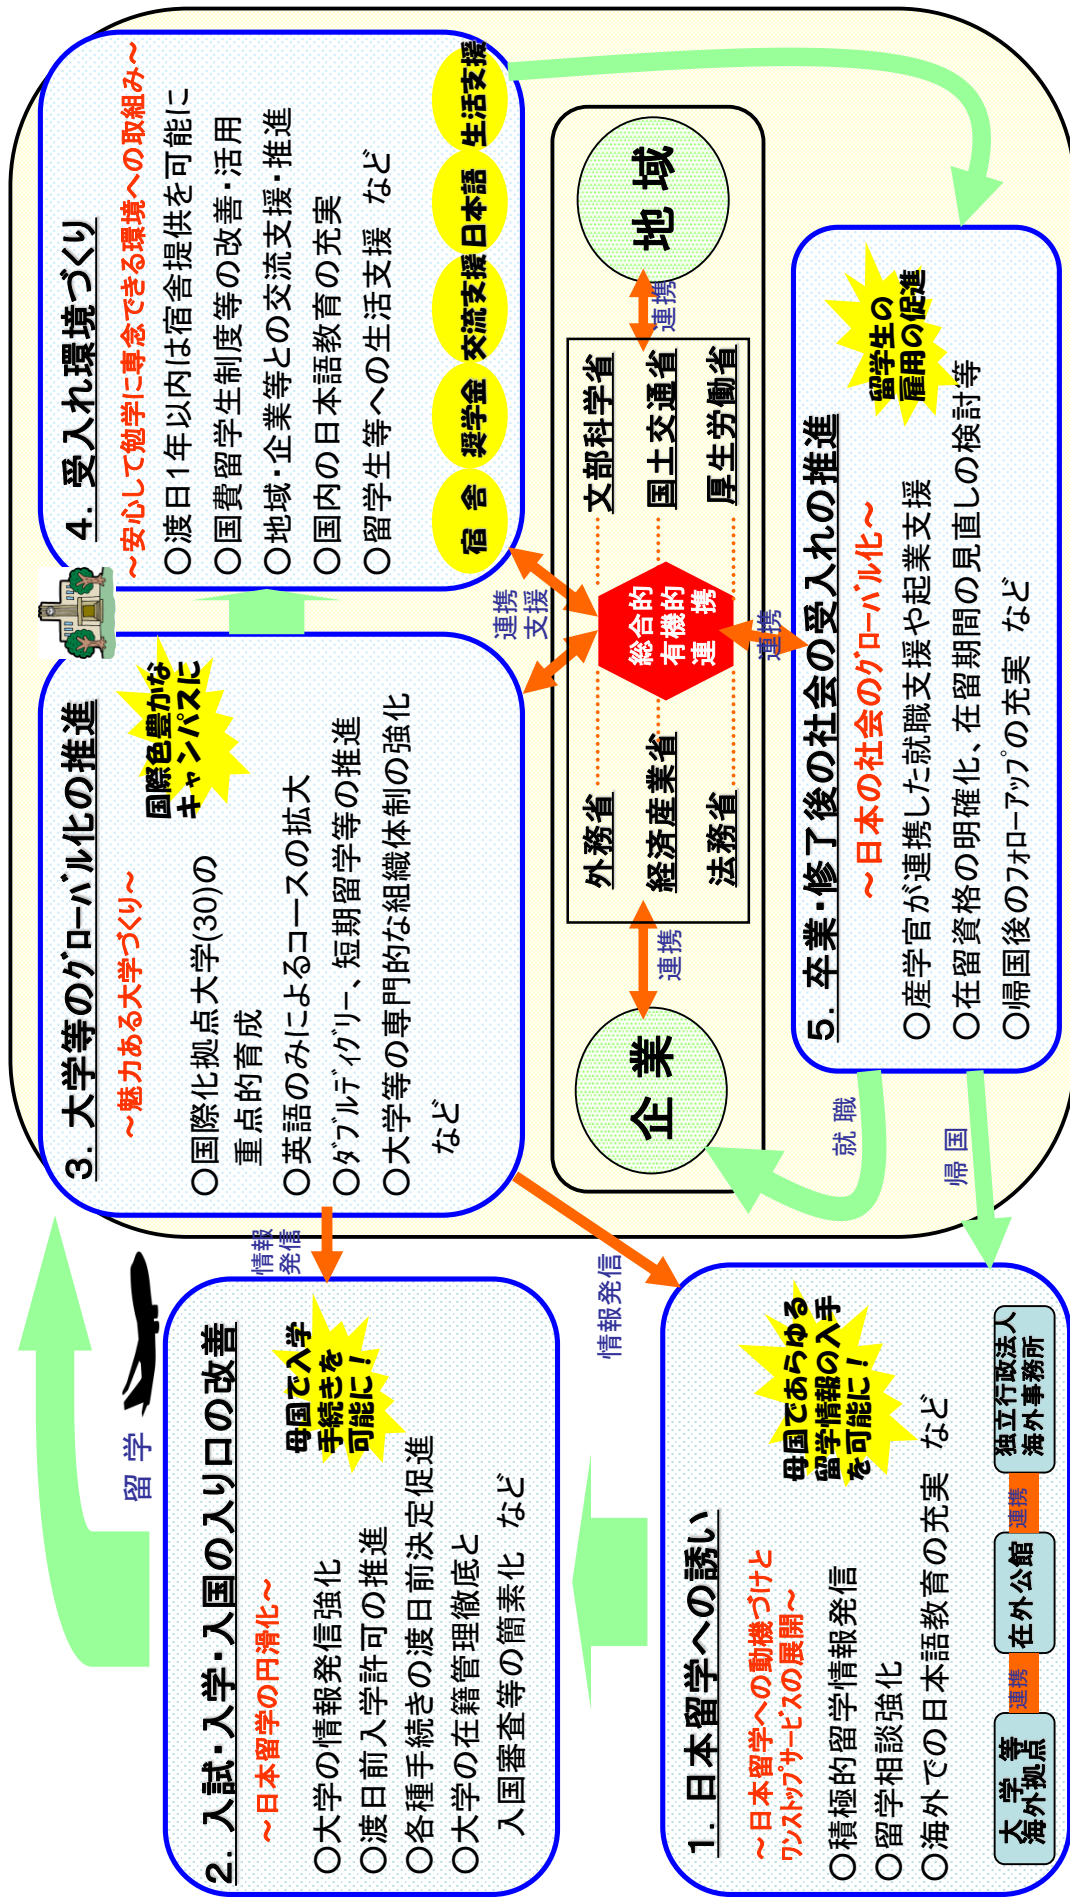 1. 日本留学への誘い
～日本留学への動機づけと
ワンストップサービスの展開～
○積極的留学情報発信
○留学相談強化
○海外での日本語教育の充実 など
母国であらゆる
留学情報の入手
を可能に！
大 学 等
海外拠点
連携
在外公館
連携
独立行政法人
海外事務所
2. 入試・入学・入国の入り口の改善
～日本留学の円滑化～
○大学の情報発信強化
○渡日前入学許可の推進
○各種手続きの渡日前決定促進
○大学の在籍管理徹底と
入国審査等の簡素化 など
母国で入学
手続きを
可能に！
留 学
情報
発信
情報発信
3. 大学等のグローバル化の推進
～魅力ある大学づくり～
○国際化拠点大学(30)の
重点的育成
○英語のみによるコースの拡大
○ダブルディグリー、短期留学等の推進
○大学等の専門的な組織体制の強化
など
国際色豊かな
キャンパスに
4. 受入れ環境づくり
～安心して勉学に専念できる環境への取組み～
○渡日1年以内は宿舎提供を可能に
○国費留学生制度等の改善・活用
○地域・企業等との交流支援・推進
○国内の日本語教育の充実
○留学生等への生活支援 など
宿 舎
奨学金
交流支援
日本語
生活支援
連携
支援
企 業
連携
外務省
経済産業省
法務省
総合的
有機的
連 携
文部科学省
国土交通省
厚生労働省
連携
地 域
連携
5. 卒業・修了後の社会の受入れの推進
～日本の社会のグローバル化～
○産学官が連携した就職支援や起業支援
○在留資格の明確化、在留期間の見直しの検討等
○帰国後のフォローアップの充実 など
留学生の
雇用の促進
就 職
帰 国